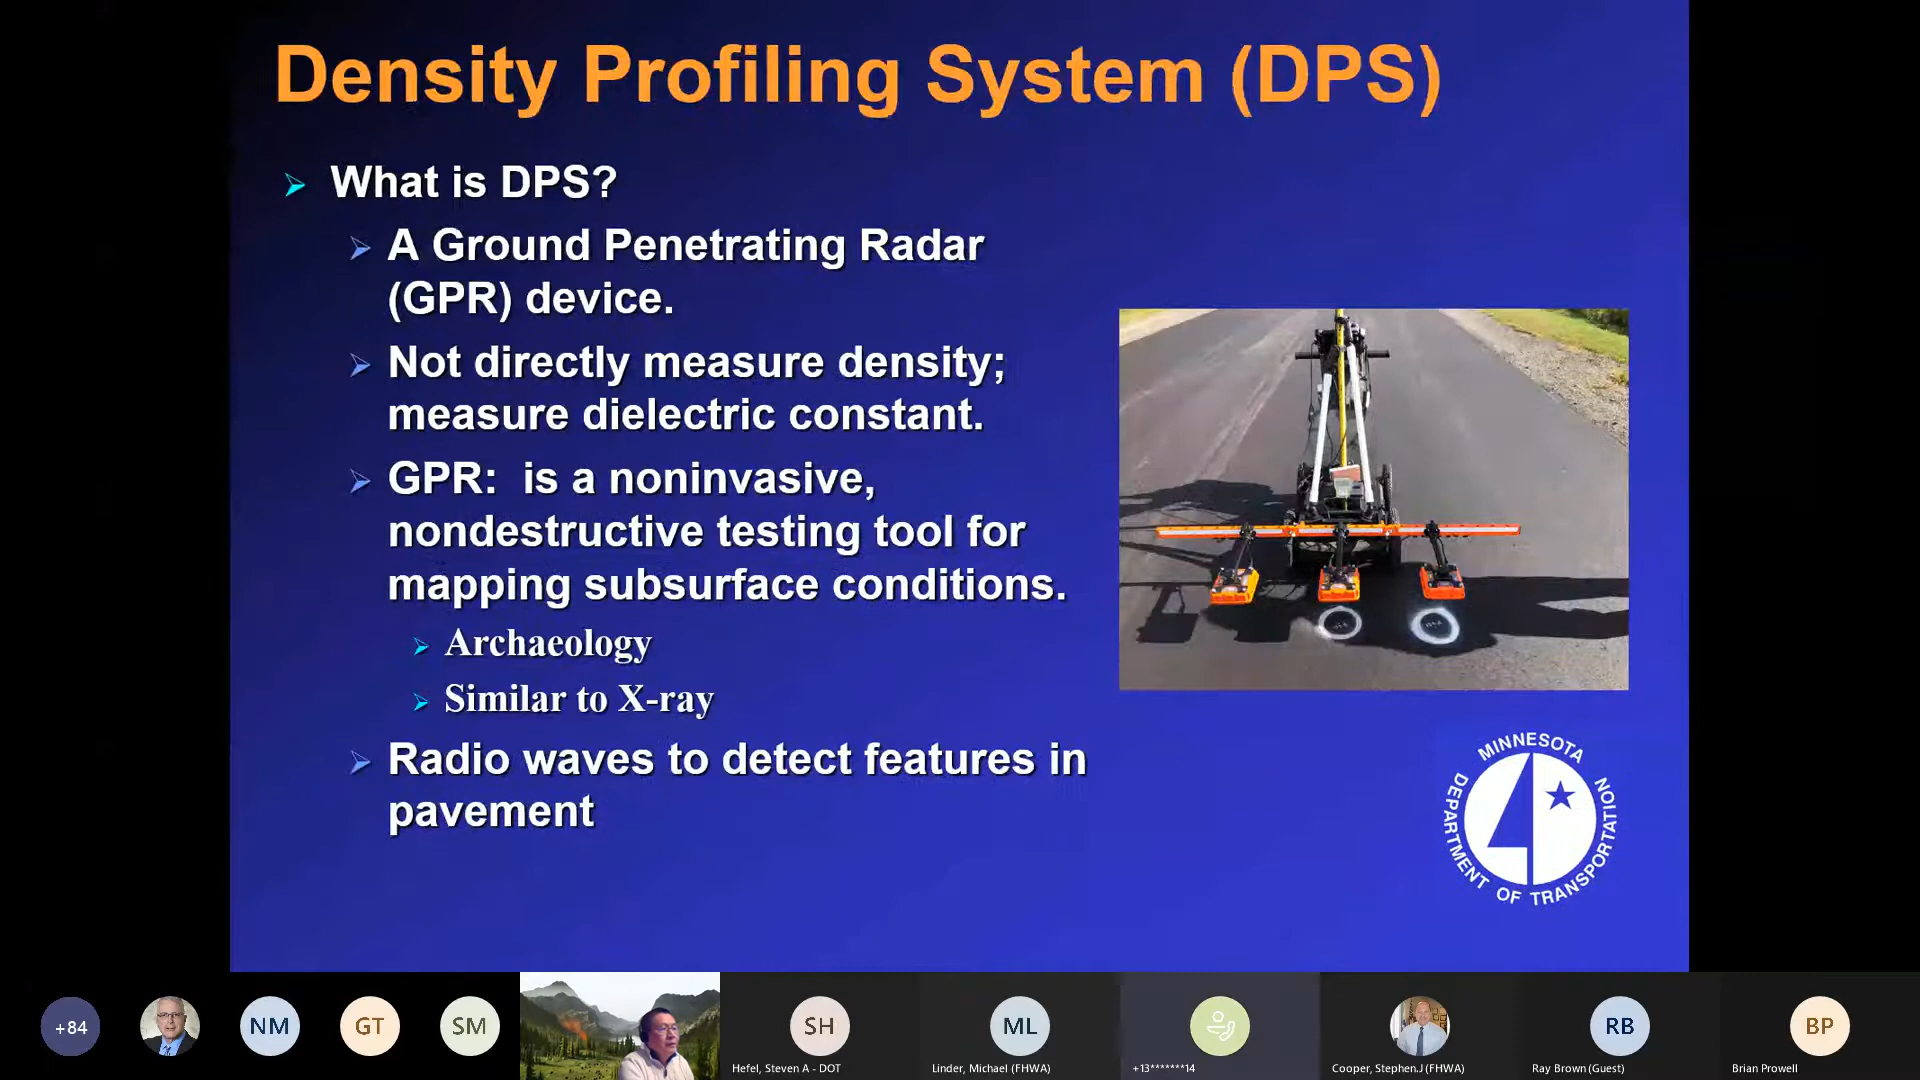 Density Profiling System (DPS)
What is DPS?
A Ground Penetrating Radar
(GPR) device.
Not directly measure density;
measure dielectric constant.
GPR: is a noninvasive,
nondestructive testing tool for
mapping subsurface conditions.
Archaeology
Similar to X-ray
Radio waves to detect features in
pavement
MINNESOTA
DEPARTMENT OF TRANSPORTATION
+84
NM
GT
SM
SH
Hefel, Steven A - DOT
ML
Linder, Michael (FHWA)
+13*******14
Cooper, Stephen.J (FHWA)
RB
Ray Brown (Guest)
BP
Brian Prowell